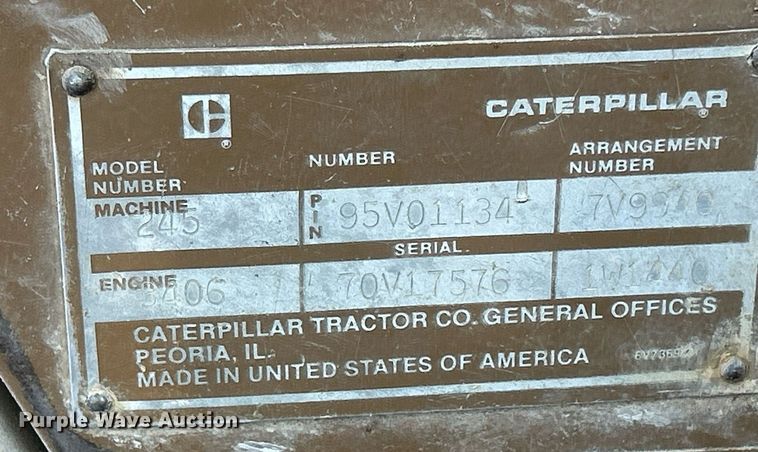 CATERPILLAR®
MODEL NUMBER NUMBER ARRANGEMENT NUMBER
MACHINE 245 PIN 95V01134
SERIAL
ENGINE 3406 70V17576
CATERPILLAR TRACTOR CO. GENERAL OFFICES
PEORIA, IL.
MADE IN UNITED STATES OF AMERICA
Purple Wave Auction